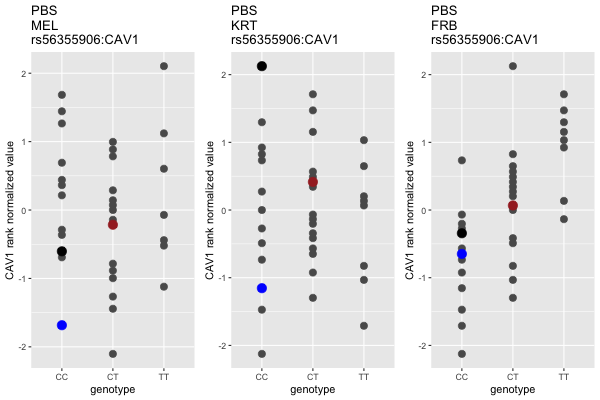 PBS
MEL
rs56355906:CAV1
CAV1 rank normalized value
2
1
0
-1
-2
CC
CT
TT
genotype
PBS
KRT
rs56355906:CAV1
CAV1 rank normalized value
2
1
0
-1
-2
CC
CT
TT
genotype
PBS
FRB
rs56355906:CAV1
CAV1 rank normalized value
2
1
0
-1
-2
CC
CT
TT
genotype